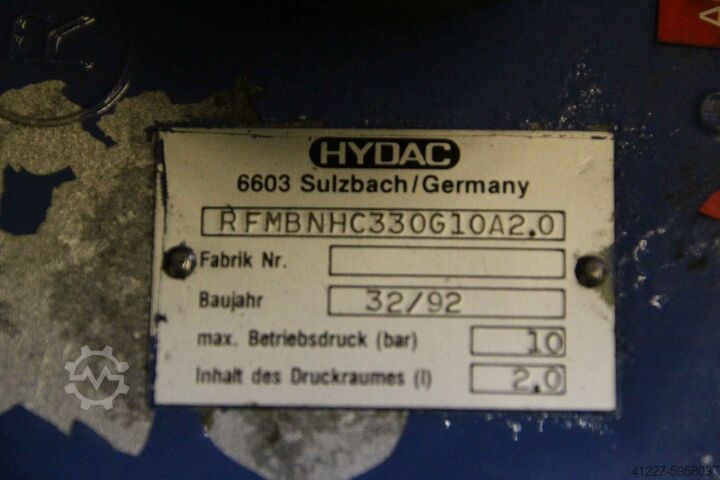 HYDAC
6603 Sulzbach/Germany
RFMBNHC330G10A2.0
Fabrik Nr.
Baujahr 32/92
max. Betriebsdruck (bar) 10
Inhalt des Druckraumes (l) 2.0
41227-5958097